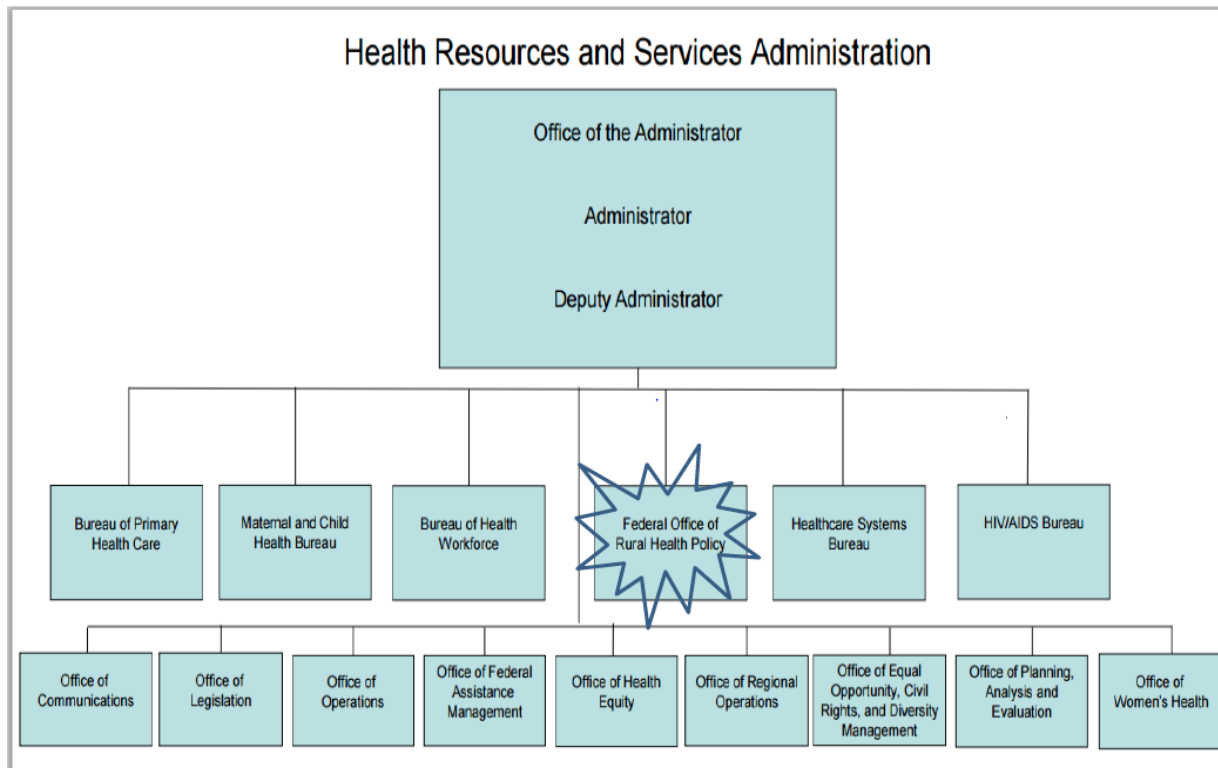 Health Resources and Services Administration
Office of the Administrator
Administrator
Deputy Administrator
Bureau of Primary
Health Care
Maternal and Child
Health Bureau
Bureau of Health
Workforce
Federal Office of
Rural Health Policy
Healthcare Systems
Bureau
HIV/AIDS Bureau
Office of
Communications
Office of
Legislation
Office of
Operations
Office of Federal
Assistance
Management
Office of Health
Equity
Office of Regional
Operations
Office of Equal
Opportunity, Civil
Rights, and Diversity
Management
Office of Planning,
Analysis and
Evaluation
Office of
Women's Health